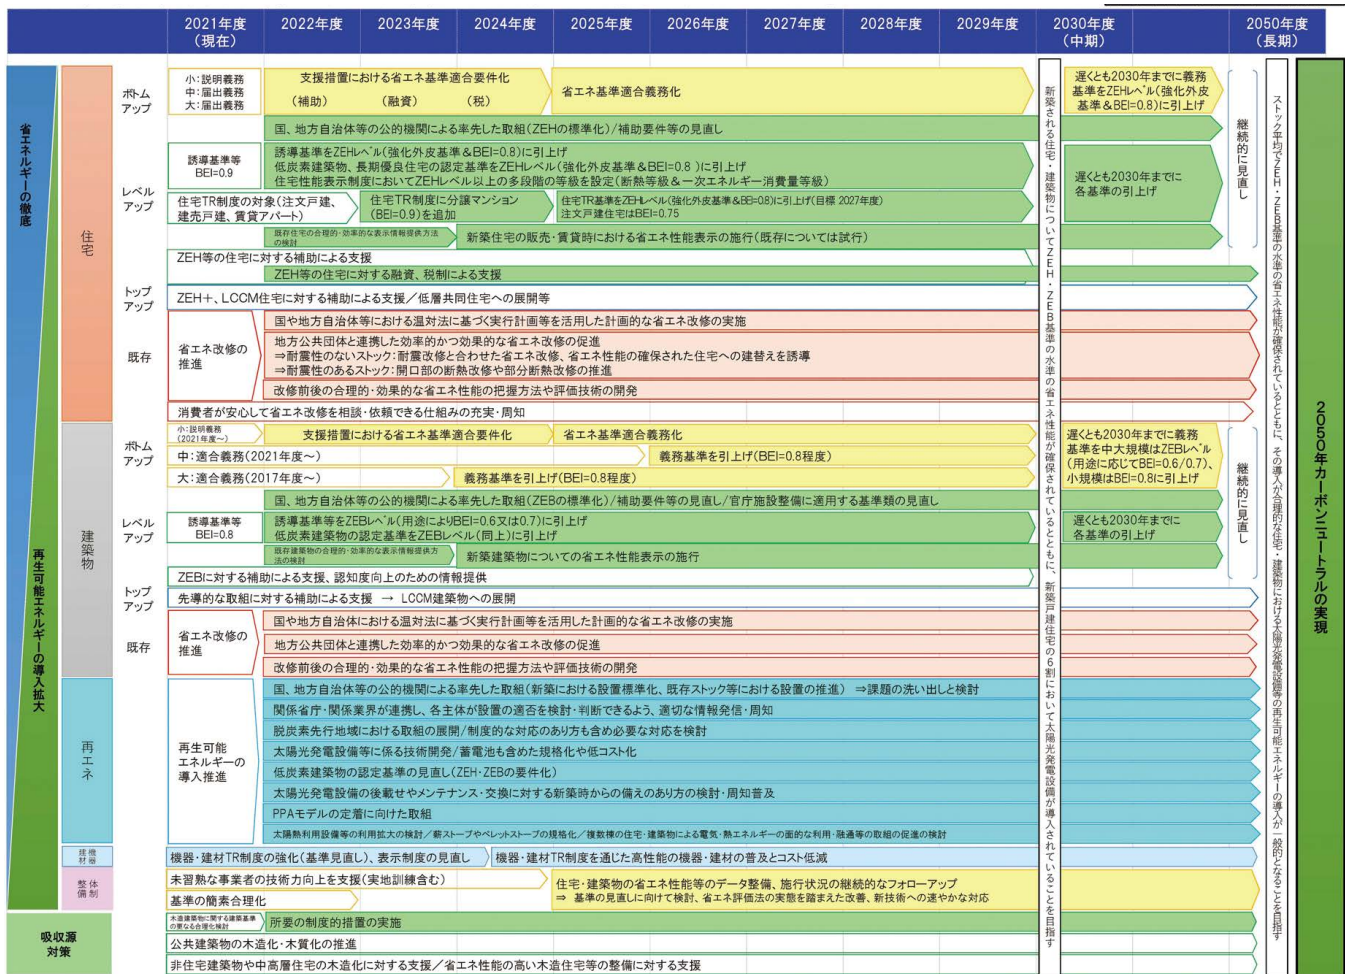 2021年度
(現在)
2022年度
2023年度
2024年度
2025年度
2026年度
2027年度
2028年度
2029年度
2030年度
(中期)
2050年度
(長期)
省エネルギーの徹底
再生可能エネルギーの導入拡大
住宅
ボトム
アップ
小:説明義務
中:届出義務
大:届出義務
支援措置における省エネ基準適合要件化
(補助) (融資) (税)
省エネ基準適合義務化
遅くとも2030年までに義務
基準をZEHレベル(強化外皮
基準&BEI=0.8)に引上げ
国、地方自治体等の公的機関による率先した取組(ZEHの標準化)/補助要件等の見直し
レベル
アップ
誘導基準等
BEI=0.9
誘導基準をZEHレベル(強化外皮基準&BEI=0.8)に引上げ
低炭素建築物、長期優良住宅の認定基準をZEHレベル(強化外皮基準&BEI=0.8 )に引上げ
住宅性能表示制度においてZEHレベル以上の多段階の等級を設定(断熱等級&一次エネルギー消費量等級)
遅くとも2030年までに
各基準の引上げ
住宅TR制度の対象(注文戸建、
建売戸建、賃貸アパート)
住宅TR制度に分譲マンション
(BEI=0.9)を追加
住宅TR基準をZEHレベル(強化外皮基準&BEI=0.8)に引上げ(目標 2027年度)
注文戸建住宅はBEI=0.75
既存住宅の合理的・効率的な表示情報提供方法
の検討
新築住宅の販売・賃貸時における省エネ性能表示の施行(既存については試行)
継続的に見直し
ZEH等の住宅に対する補助による支援
ZEH等の住宅に対する融資、税制による支援
トップ
アップ
ZEH+、LCCM住宅に対する補助による支援/低層共同住宅への展開等
既存
省エネ改修の
推進
国や地方自治体等における温対法に基づく実行計画等を活用した計画的な省エネ改修の実施
地方公共団体と連携した効率的かつ効果的な省エネ改修の促進
⇒耐震性のないストック:耐震改修と合わせた省エネ改修、省エネ性能の確保された住宅への建替えを誘導
⇒耐震性のあるストック:開口部の断熱改修や部分断熱改修の推進
改修前後の合理的・効果的な省エネ性能の把握方法や評価技術の開発
消費者が安心して省エネ改修を相談・依頼できる仕組みの充実・周知
建築物
ボトム
アップ
小:説明義務
(2021年度~)
支援措置における省エネ基準適合要件化
省エネ基準適合義務化
中:適合義務(2021年度~)
義務基準を引上げ(BEI=0.8程度)
大:適合義務(2017年度~)
義務基準を引上げ(BEI=0.8程度)
遅くとも2030年までに義務
基準を中大規模はZEBレベル
(用途に応じてBEI=0.6/0.7)、
小規模はBEI=0.8に引上げ
国、地方自治体等の公的機関による率先した取組(ZEBの標準化)/補助要件等の見直し/官庁施設整備に適用する基準類の見直し
レベル
アップ
誘導基準等
BEI=0.8
誘導基準等をZEBレベル(用途によりBEI=0.6又は0.7)に引上げ
低炭素建築物の認定基準をZEBレベル(同上)に引上げ
遅くとも2030年までに
各基準の引上げ
既存建築物の合理的・効率的な表示情報提供方
法の検討
新築建築物についての省エネ性能表示の施行
継続的に見直し
ZEBに対する補助による支援、認知度向上のための情報提供
トップ
アップ
先導的な取組に対する補助による支援 → LCCM建築物への展開
既存
省エネ改修の
推進
国や地方自治体における温対法に基づく実行計画等を活用した計画的な省エネ改修の実施
地方公共団体と連携した効率的かつ効果的な省エネ改修の促進
改修前後の合理的・効果的な省エネ性能の把握方法や評価技術の開発
再エネ
再生可能
エネルギーの
導入推進
国、地方自治体等の公的機関による率先した取組(新築における設置標準化、既存ストック等における設置の推進) ⇒課題の洗い出しと検討
関係省庁・関係業界が連携し、各主体が設置の適否を検討・判断できるよう、適切な情報発信・周知
脱炭素先行地域における取組の展開/制度的な対応のあり方も含め必要な対応を検討
太陽光発電設備等に係る技術開発/蓄電池も含めた規格化や低コスト化
低炭素建築物の認定基準の見直し(ZEH・ZEBの要件化)
太陽光発電設備の後載せやメンテナンス・交換に対する新築時からの備えのあり方の検討・周知普及
PPAモデルの定着に向けた取組
太陽熱利用設備等の利用拡大の検討/薪ストーブやペレットストーブの規格化/複数棟の住宅・建築物による電気・熱エネルギーの面的な利用・融通等の取組の促進の検討
建材
機器
機器・建材TR制度の強化(基準見直し)、表示制度の見直し
機器・建材TR制度を通じた高性能の機器・建材の普及とコスト低減
整備
体制
未習熟な事業者の技術力向上を支援(実地訓練含む)
基準の簡素合理化
住宅・建築物の省エネ性能等のデータ整備、施行状況の継続的なフォローアップ
⇒ 基準の見直しに向けて検討、省エネ評価法の実態を踏まえた改善、新技術への速やかな対応
吸収源
対策
木造建築物に関する建築基準
の更なる合理化検討
所要の制度的措置の実施
公共建築物の木造化・木質化の推進
非住宅建築物や中高層住宅の木造化に対する支援/省エネ性能の高い木造住宅等の整備に対する支援
新築される住宅・建築物についてZEH・ZEB基準の水準の省エネ性能が確保されているとともに、新築戸建住宅の6割において太陽光発電設備が導入されていることを目指す
ストック平均でZEH・ZEB基準の水準の省エネ性能が確保されているとともに、その導入が合理的な住宅・建築物における太陽光発電設備等の再生可能エネルギーの導入が一般的となることを目指す
2050年カーボンニュートラルの実現